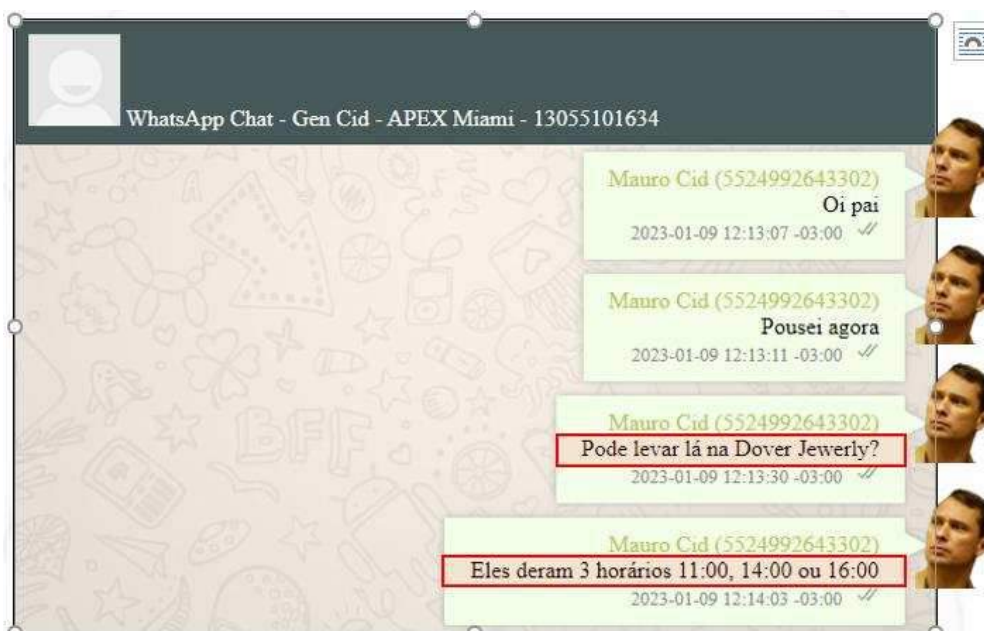 WhatsApp Chat - Gen Cid - APEX Miami - 13055101634
Mauro Cid (5524992643302)
Oi pai
2023-01-09 12:13:07 -03:00
Mauro Cid (5524992643302)
Pousei agora
2023-01-09 12:13:11 -03:00
Mauro Cid (5524992643302)
Pode levar lá na Dover Jewerly?
2023-01-09 12:13:30 -03:00
Mauro Cid (5524992643302)
Eles deram 3 horários 11:00, 14:00 ou 16:00
2023-01-09 12:14:03 -03:00
BFF